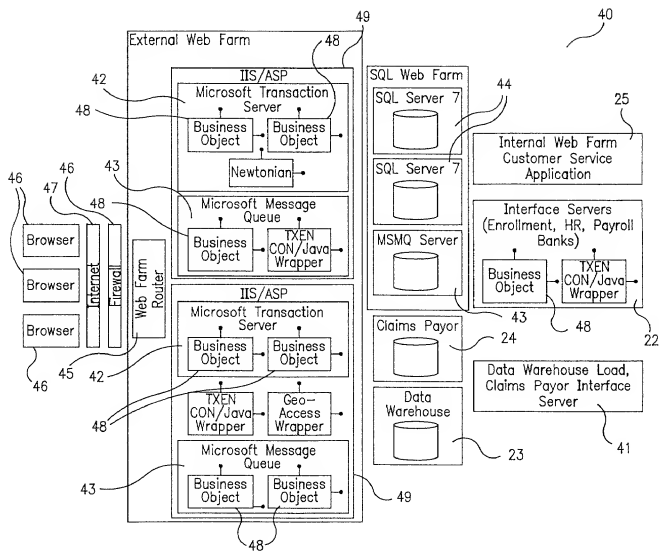 External Web Farm
49
40
48
IIS/ASP
42
Microsoft Transaction
Server
48
Business
Object
Business
Object
Newtonian
43
Microsoft Message
Queue
48
Business
Object
TXEN
CON/Java
Wrapper
46
47
46
Browser
Browser
Browser
46
Internet
Firewall
Web Farm
Router
45
IIS/ASP
Microsoft Transaction
Server
42
Business
Object
Business
Object
48
TXEN
CON/Java
Wrapper
Geo-
Access
Wrapper
Microsoft Message
Queue
43
Business
Object
Business
Object
48
49
SQL Web Farm
SQL Server 7
44
SQL Server 7
MSMQ Server
43
Claims Payor
24
Data
Warehouse
23
25
Internal Web Farm
Customer Service
Application
Interface Servers
(Enrollment, HR, Payroll
Banks)
Business
Object
TXEN
CON/Java
Wrapper
48
22
Data Warehouse Load,
Claims Payor Interface
Server
41